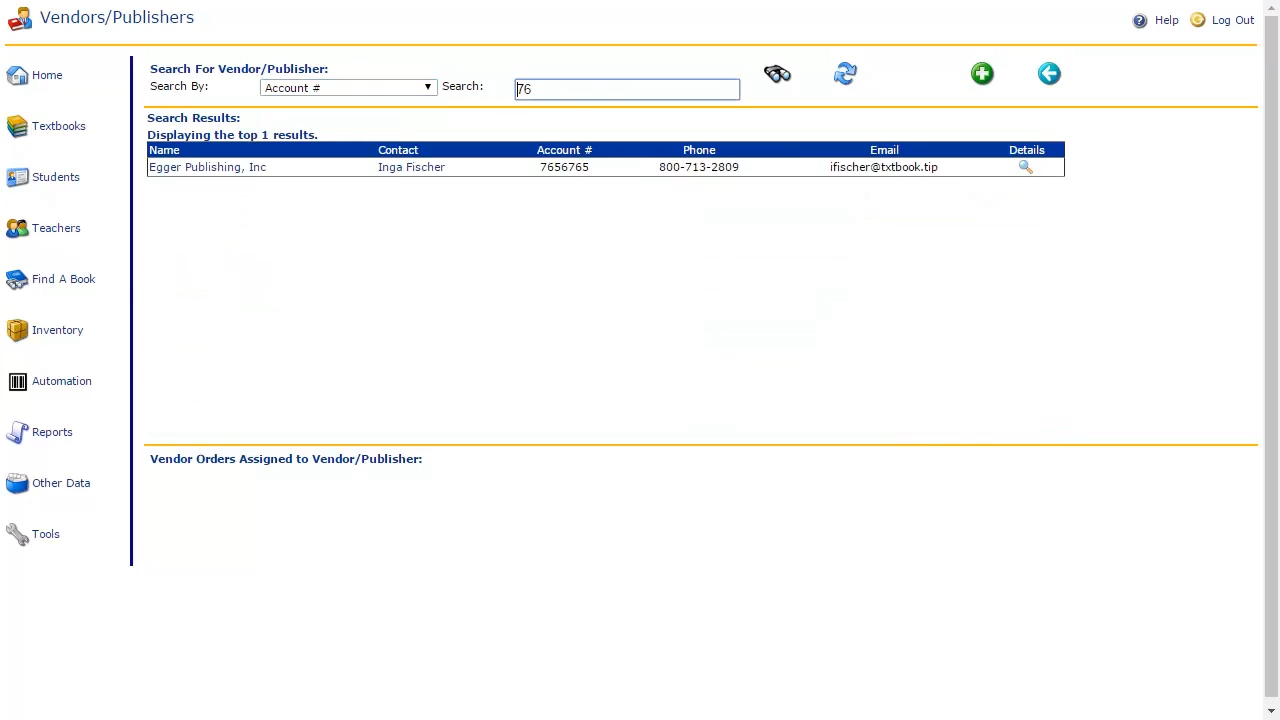 Vendors/Publishers
Help
Log Out
Home
Textbooks
Students
Teachers
Find A Book
Inventory
Automation
Reports
Other Data
Tools
Search For Vendor/Publisher:
Search By: Account # Search: 76
Search Results:
Displaying the top 1 results.
Name Contact Account # Phone Email Details
Egger Publishing, Inc Inga Fischer 7656765 800-713-2809 ifischer@txtbook.tip
Vendor Orders Assigned to Vendor/Publisher: